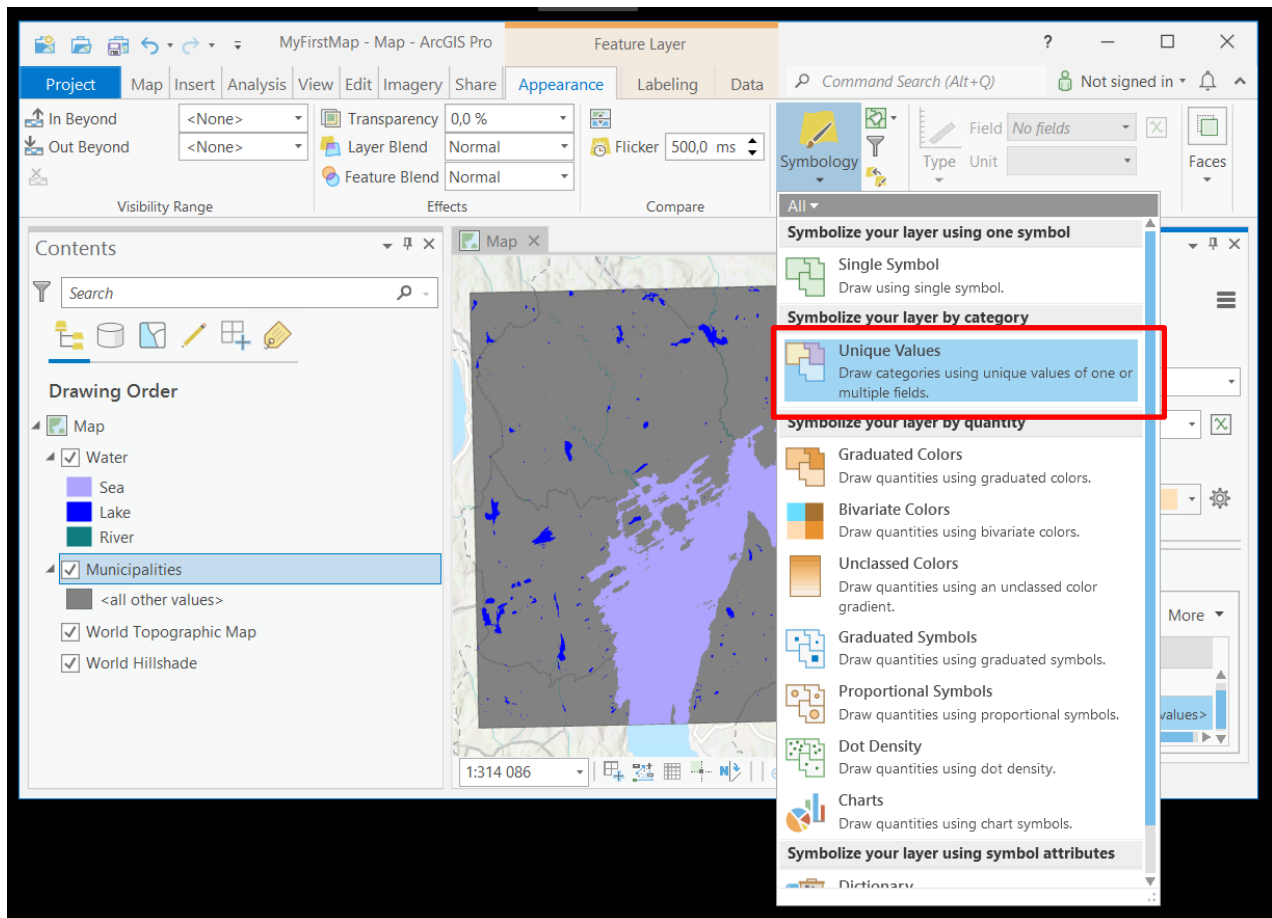 MyFirstMap - Map - ArcGIS Pro
Feature Layer
?
Project Map Insert Analysis View Edit Imagery Share Appearance Labeling Data
Command Search (Alt+Q)
Not signed in
In Beyond <None>
Out Beyond <None>
Visibility Range
Transparency 0,0 %
Layer Blend Normal
Feature Blend Normal
Effects
Flicker 500,0 ms
Compare
Symbology
Type
Field No fields
Unit
Faces
Contents
Search
Drawing Order
Map
Water
Sea
Lake
River
Municipalities
<all other values>
World Topographic Map
World Hillshade
Map
1:314 086
All
Symbolize your layer using one symbol
Single Symbol
Draw using single symbol.
Symbolize your layer by category
Unique Values
Draw categories using unique values of one or
multiple fields.
Symbolize your layer by quantity
Graduated Colors
Draw quantities using graduated colors.
Bivariate Colors
Draw quantities using bivariate colors.
Unclassed Colors
Draw quantities using an unclassed color
gradient.
Graduated Symbols
Draw quantities using graduated symbols.
Proportional Symbols
Draw quantities using proportional symbols.
Dot Density
Draw quantities using dot density.
Charts
Draw quantities using chart symbols.
Symbolize your layer using symbol attributes
Dictionary
More
values>